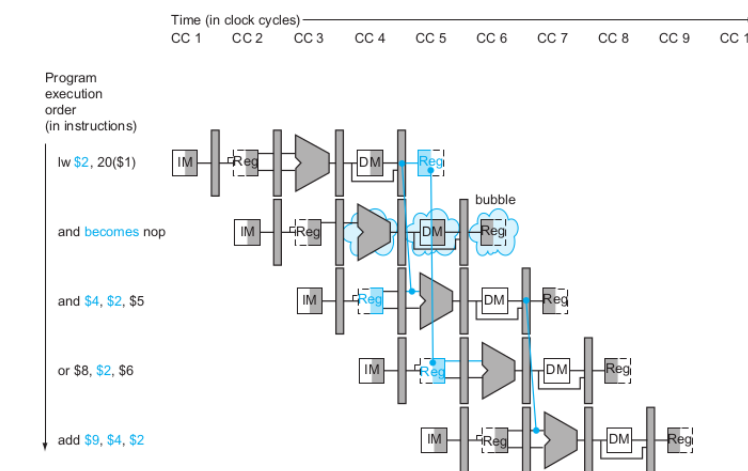 Time (in clock cycles)
CC 1 CC 2 CC 3 CC 4 CC 5 CC 6 CC 7 CC 8 CC 9 CC 1
Program
execution
order
(in instructions)
lw $2, 20($1) IM Reg DM Reg
bubble
and becomes nop IM Reg DM Reg
and $4, $2, $5 IM Reg DM Reg
or $8, $2, $6 IM Reg DM Reg
add $9, $4, $2 IM Reg DM Reg